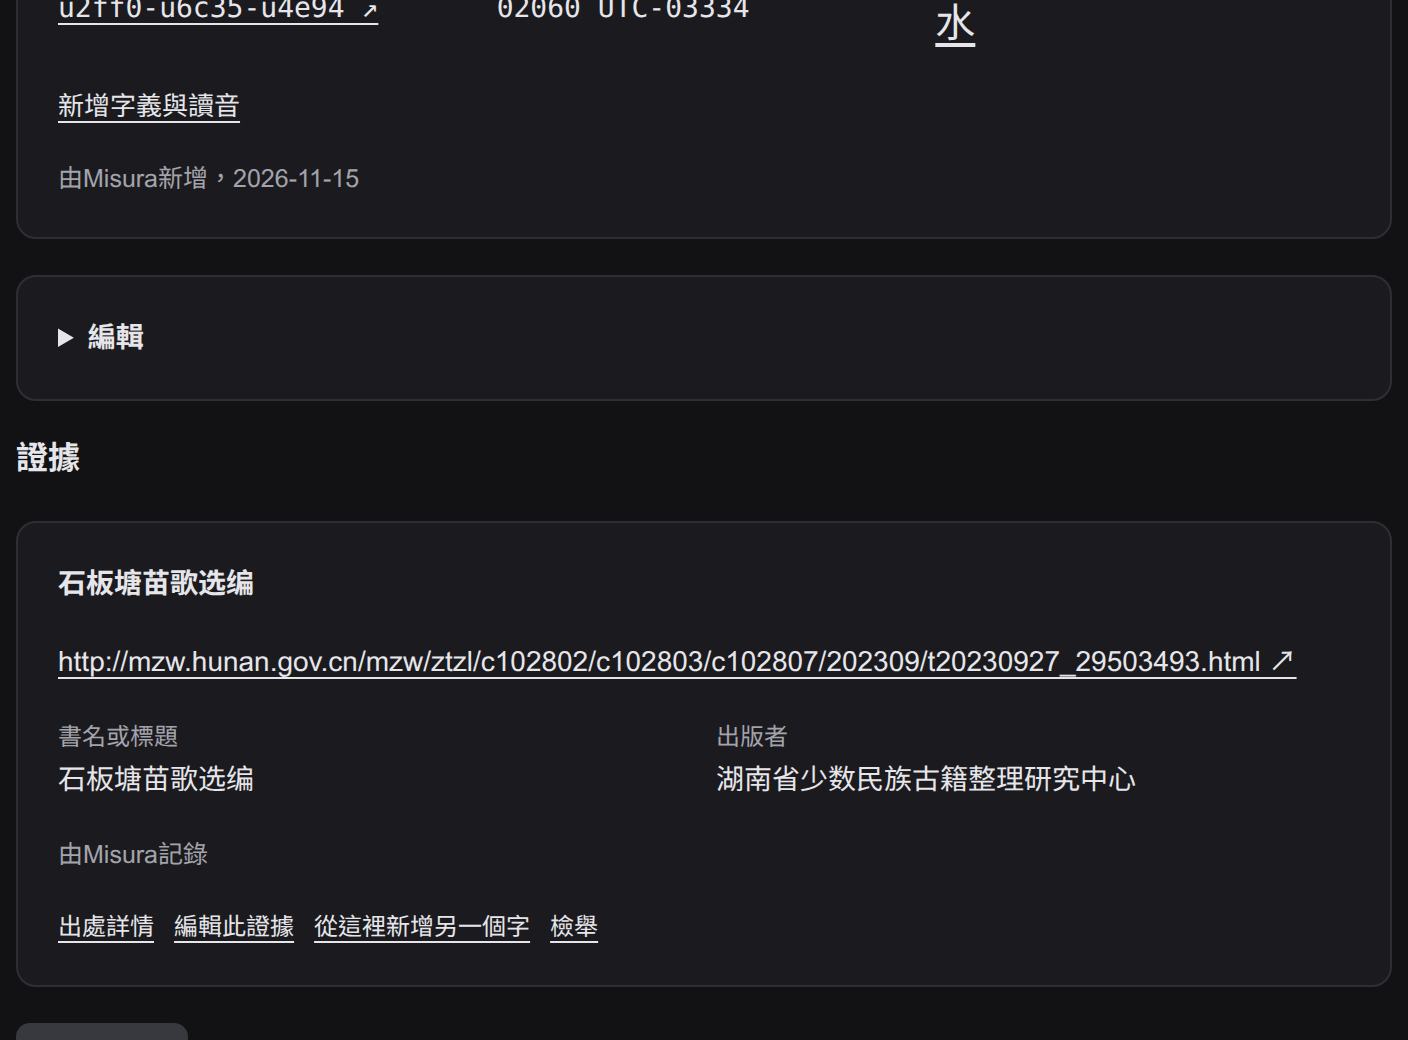 u2ff0-u6c35-u4e94 ↗ 02060 UTC-03334 水
新增字義與讀音
由Misura新增，2026-11-15
▶ 編輯
證據
石板塘苗歌选编
http://mzw.hunan.gov.cn/mzw/ztzl/c102802/c102803/c102807/202309/t20230927_29503493.html ↗
書名或標題 出版者
石板塘苗歌选编 湖南省少数民族古籍整理研究中心
由Misura記錄
出處詳情 編輯此證據 從這裡新增另一個字 檢舉